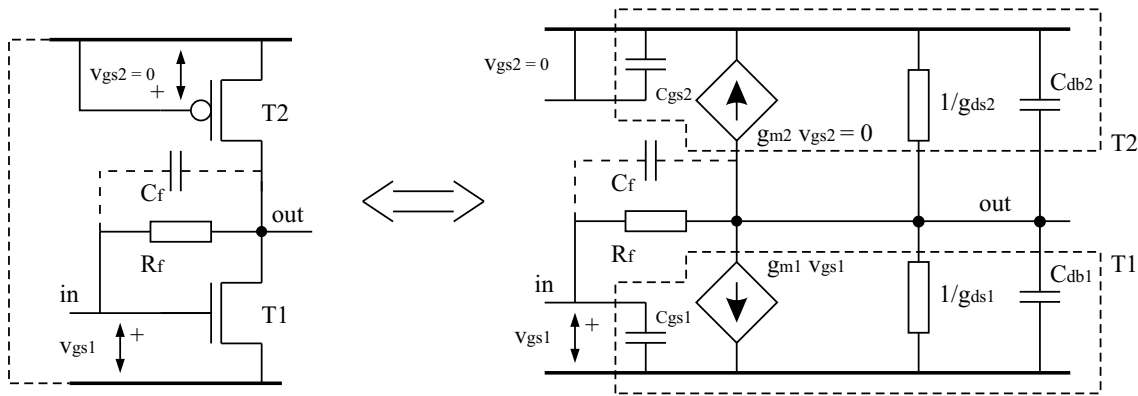 vgs2 = 0
+
T2
Cf
out
Rf
in
T1
+
vgs1
vgs2 = 0
Cgs2
gm2 vgs2 = 0
1/gds2
Cdb2
T2
Cf
out
Rf
in
gm1 vgs1
T1
+
vgs1
Cgs1
1/gds1
Cdb1